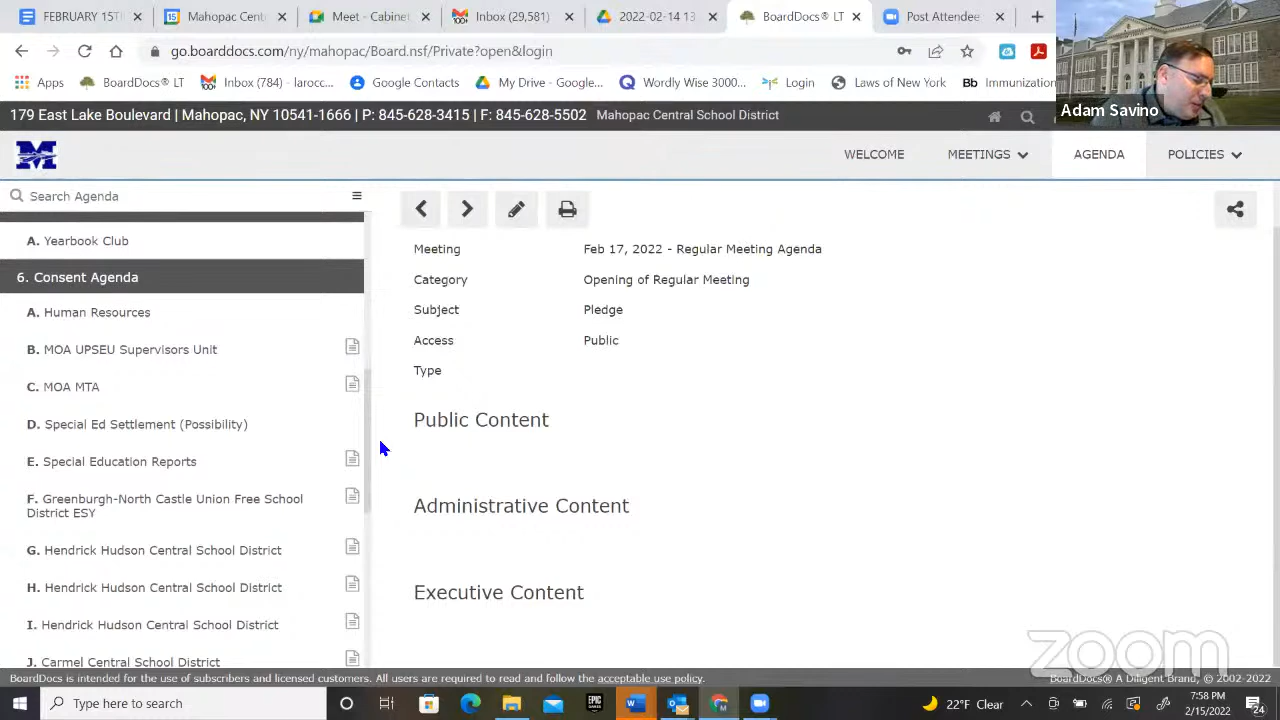 FEBRUARY 15TH
Mahopac Cent
Meet - Cabinet
Inbox (29,5
2022-02-14 13
BoardDocs® LT
Post Attendee
go.boarddocs.com/ny/mahopac/Board.nsf/Private?open&login
Apps
BoardDocs® LT
Inbox (784) larocc...
Google Contacts
My Drive - Google...
Wordly Wise 3000...
Login
Laws of New York
Bb Immunization
Adam Savino
179 East Lake Boulevard | Mahopac, NY 10541-1666 | P: 845-628-3415 | F: 845-628-5502 Mahopac Central School District
M
WELCOME
MEETINGS
AGENDA
POLICIES
Search Agenda
A. Yearbook Club
6. Consent Agenda
A. Human Resources
B. MOA UPSEU Supervisors Unit
C. MOA MTA
D. Special Ed Settlement (Possibility)
E. Special Education Reports
F. Greenburgh-North Castle Union Free School
District ESY
G. Hendrick Hudson Central School District
H. Hendrick Hudson Central School District
I. Hendrick Hudson Central School District
J. Carmel Central School District
Meeting Feb 17, 2022 - Regular Meeting Agenda
Category Opening of Regular Meeting
Subject Pledge
Access Public
Type
Public Content
Administrative Content
Executive Content
zoom
BoardDocs is intended for the use of subscribers and licensed customers. All users are required to read and follow the acceptable use policy.
BoardDocs® A Diligent Brand, © 2002-2022
Type here to search
EPIC
GAMES
22°F Clear
7:58 PM
2/15/2022
24